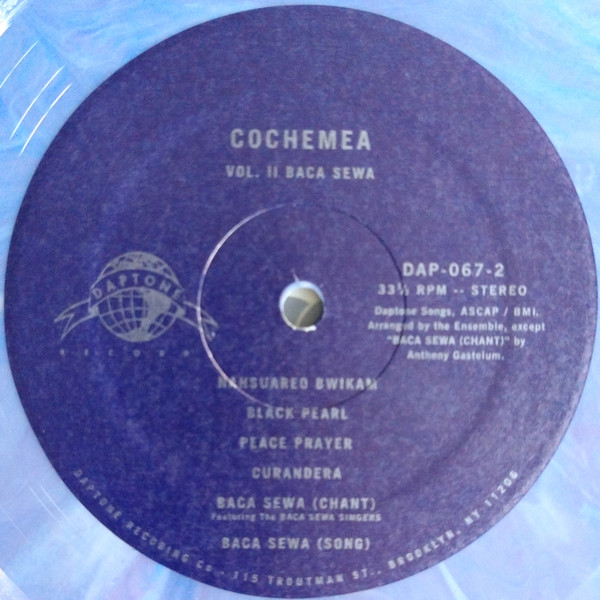 COCHEMEA
VOL. II BACA SEWA
DAPTONE
RECORDS
DAP-067-2
33⅓ RPM -- STEREO
Daptone Songs, ASCAP / BMI.
Arranged by the Ensemble, except
"BACA SEWA (CHANT)" by
Anthony Gastelum.
NAHSUAREO BWIKAM
BLACK PEARL
PEACE PRAYER
CURANDERA
BACA SEWA (CHANT)
Featuring The BACA SEWA SINGERS
BACA SEWA (SONG)
DAPTONE RECORDING CO. - 115 TROUTMAN ST., BROOKLYN, NY 11206